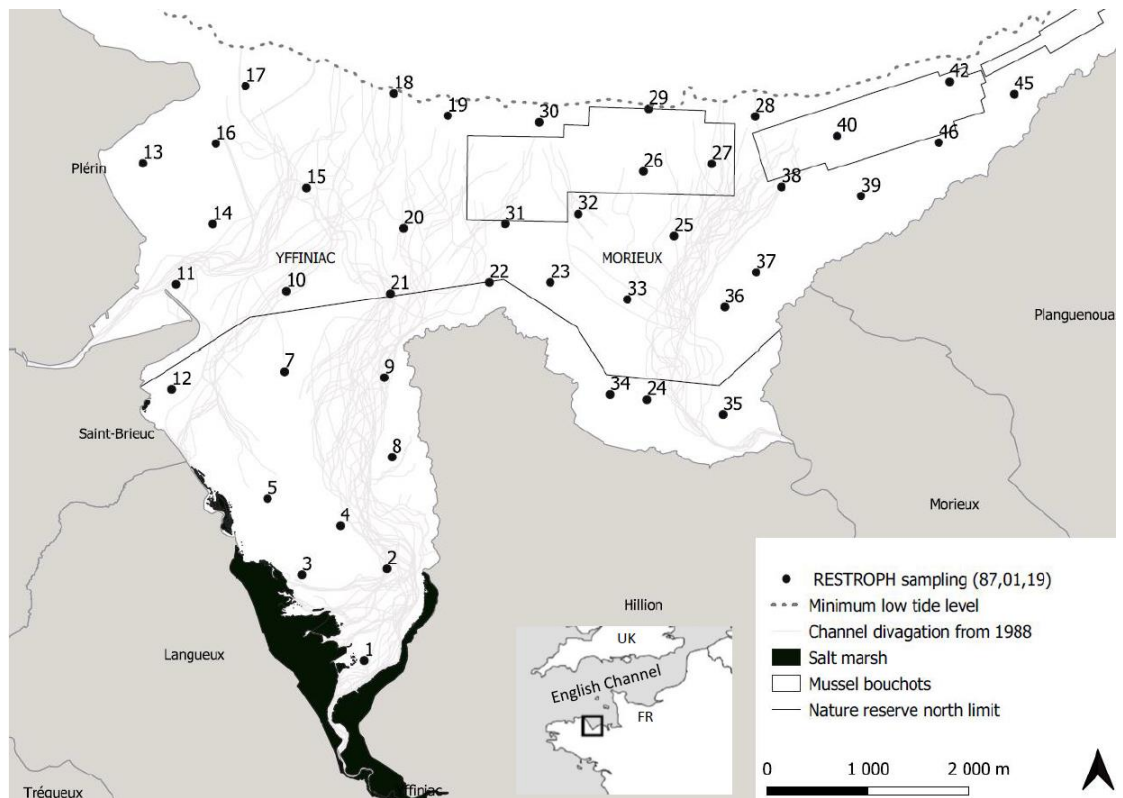 17
18
19
30
29
28
42
45
16
13
Plérin
15
14
20
31
32
26
27
40
46
38
39
25
YFFINIAC
MORIEUX
11
10
21
22
23
33
37
36
Planguenoua
12
7
9
34
24
35
Saint-Brieuc
8
5
4
3
2
Morieux
Hillion
Langueux
1
Trégueux
ffiniac
UK
English Channel
FR
RESTROPH sampling (87,01,19)
Minimum low tide level
Channel divagation from 1988
Salt marsh
Mussel bouchots
Nature reserve north limit
0 1 000 2 000 m